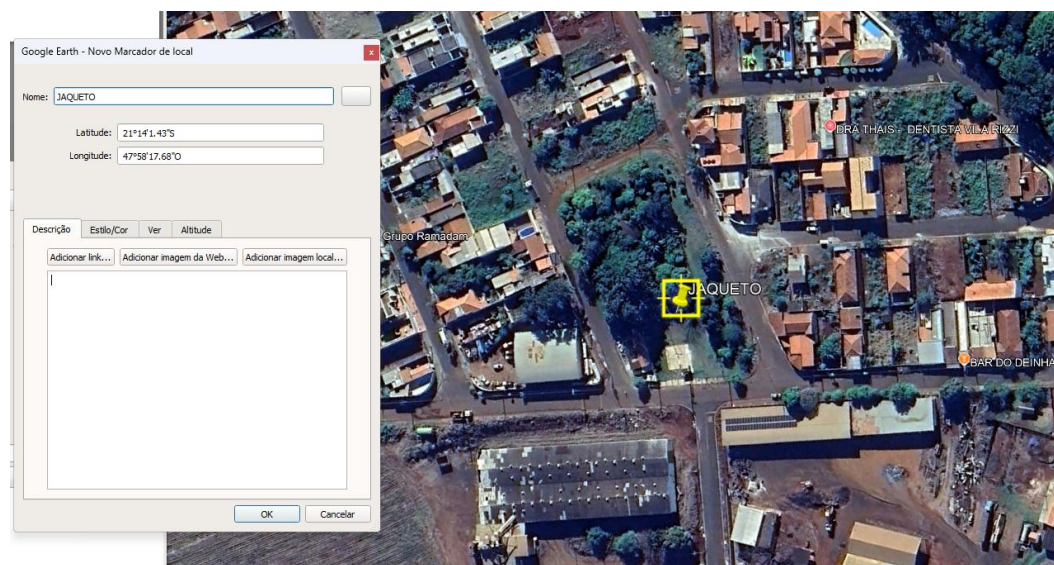 Google Earth - Novo Marcador de local
x
Nome: JAQUETO
Latitude: 21°14'1.43"S
Longitude: 47°58'17.68"O
Descrição Estilo/Cor Ver Altitude
Adicionar link... Adicionar imagem da Web... Adicionar imagem local...
OK Cancelar
DRA THAIS - DENTISTA VILA RIZZI
Grupo Ramadam
JAQUETO
BAR DO DEINHA